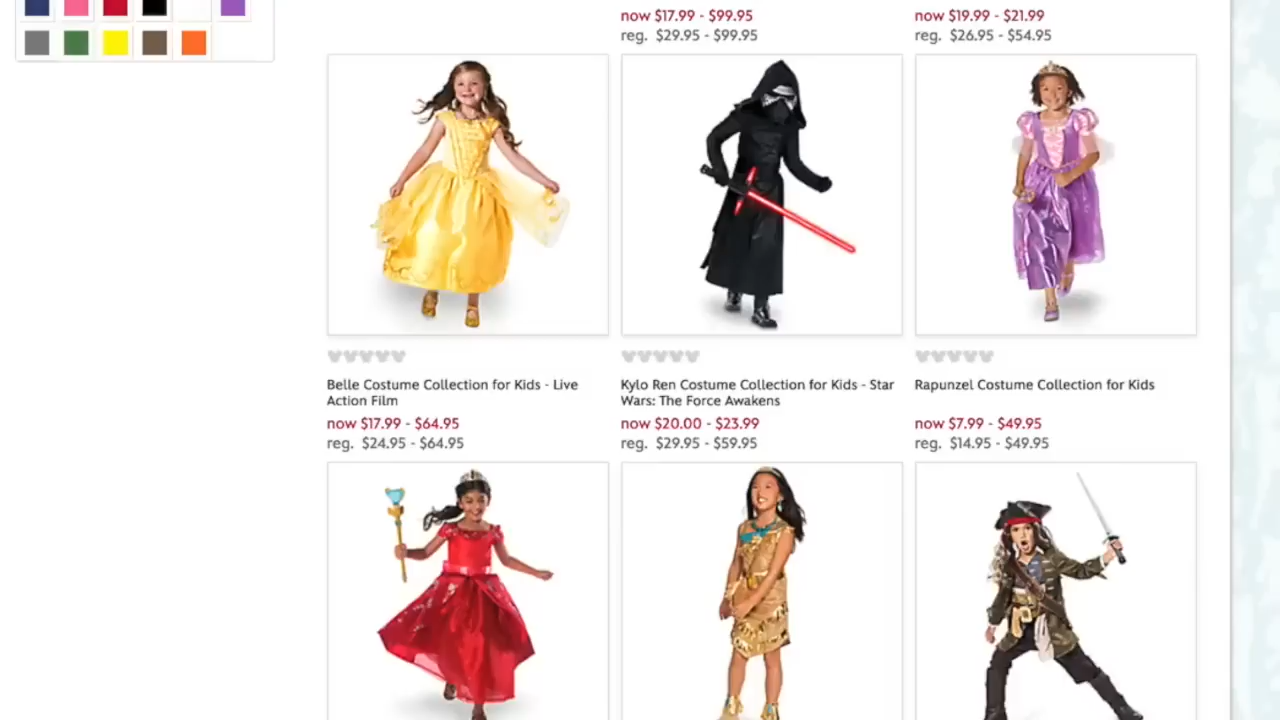 now $17.99 - $99.95
reg. $29.95 - $99.95
now $19.99 - $21.99
reg. $26.95 - $54.95
Belle Costume Collection for Kids - Live
Action Film
now $17.99 - $64.95
reg. $24.95 - $64.95
Kylo Ren Costume Collection for Kids - Star
Wars: The Force Awakens
now $20.00 - $23.99
reg. $29.95 - $59.95
Rapunzel Costume Collection for Kids
now $7.99 - $49.95
reg. $14.95 - $49.95